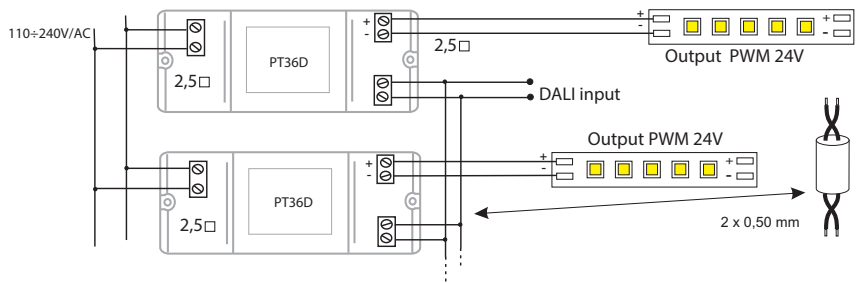 110÷240V/AC
2,5□
PT36D
+
-
2,5□
+
-
+
-
Output PWM 24V
DALI input
2,5□
PT36D
+
-
Output PWM 24V
+
-
+
-
2 x 0,50 mm